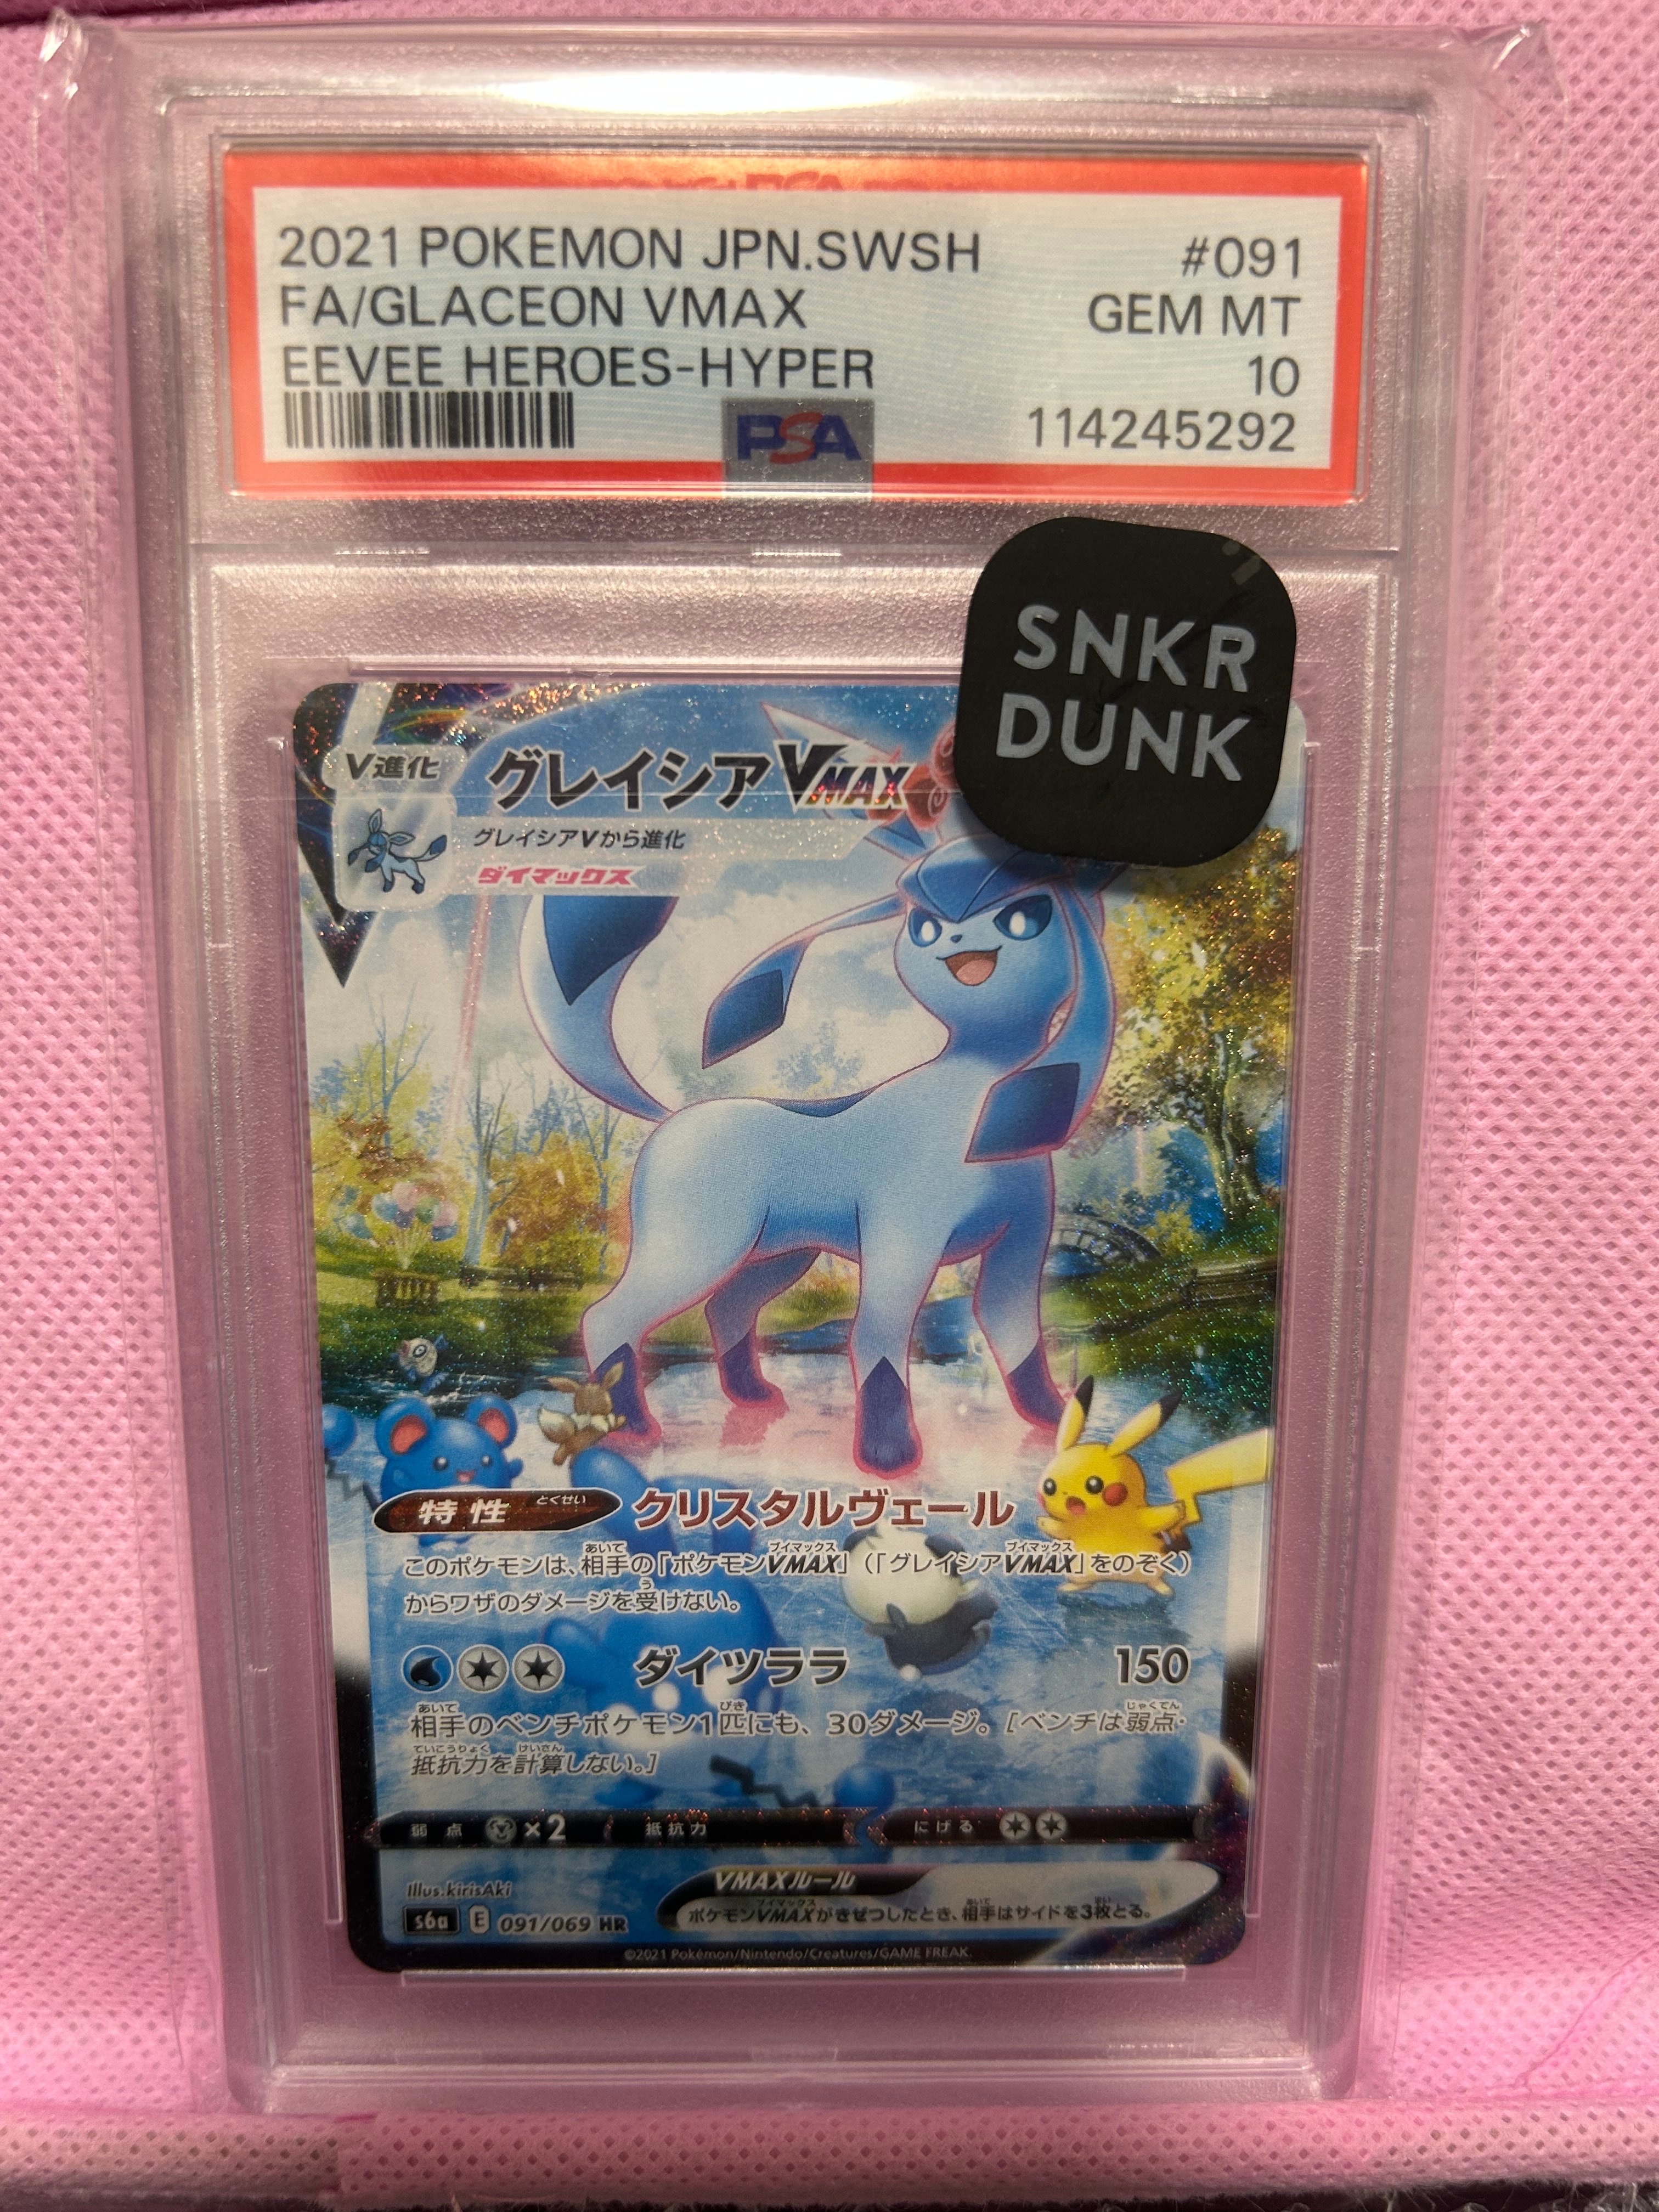 2021 POKEMON JPN.SWSH #091
FA/GLACEON VMAX GEM MT
EEVEE HEROES-HYPER 10
PSA 114245292
SNKR
DUNK
V進化 グレイシアVMAX
グレイシアVから進化
ダイマックス
特性 とくせい クリスタルヴェール
このポケモンは、相手の「ポケモンVMAX」(「グレイシアVMAX」をのぞく)
からワザのダメージを受けない。
ダイツララ 150
相手のベンチポケモン1匹にも、30ダメージ。[ベンチは弱点・
抵抗力を計算しない。]
弱点 ×2 抵抗力 にげる
Illus.kirisAki VMAXルール
s6a E 091/069 HR ポケモンVMAXがきぜつしたとき、相手はサイドを3枚とる。
©2021 Pokémon/Nintendo/Creatures/GAME FREAK.